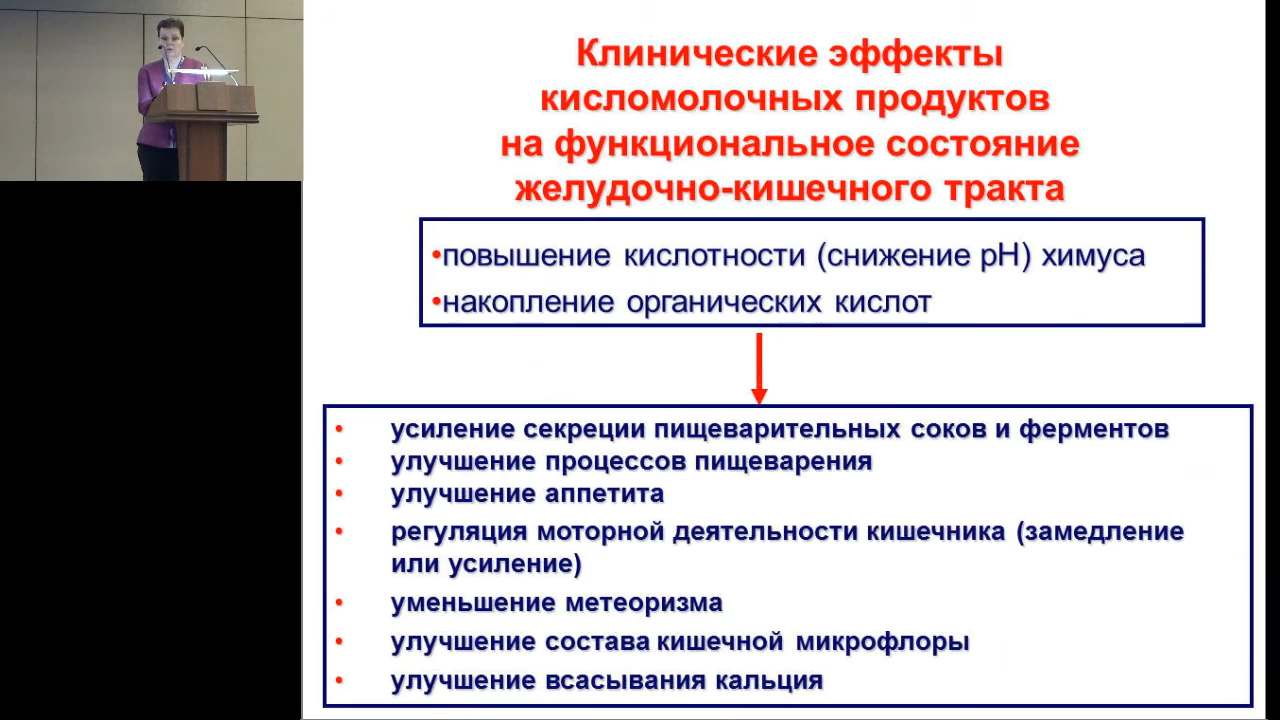 Клинические эффекты
кисломолочных продуктов
на функциональное состояние
желудочно-кишечного тракта
•повышение кислотности (снижение рН) химуса
•накопление органических кислот
• усиление секреции пищеварительных соков и ферментов
• улучшение процессов пищеварения
• улучшение аппетита
• регуляция моторной деятельности кишечника (замедление
или усиление)
• уменьшение метеоризма
• улучшение состава кишечной микрофлоры
• улучшение всасывания кальция